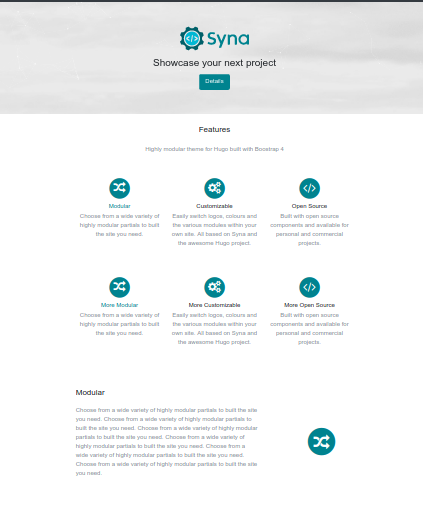 Syna
Showcase your next project
Details
Features
Highly modular theme for Hugo built with Boostrap 4
Modular
Choose from a wide variety of
highly modular partials to built
the site you need.
Customizable
Easily switch logos, colours and
the various modules within your
own site. All based on Syna and
the awesome Hugo project.
Open Source
Built with open source
components and available for
personal and commercial
projects.
More Modular
Choose from a wide variety of
highly modular partials to built
the site you need.
More Customizable
Easily switch logos, colours and
the various modules within your
own site. All based on Syna and
the awesome Hugo project.
More Open Source
Built with open source
components and available for
personal and commercial
projects.
Modular
Choose from a wide variety of highly modular partials to built the site
you need. Choose from a wide variety of highly modular partials to
built the site you need. Choose from a wide variety of highly modular
partials to built the site you need. Choose from a wide variety of
highly modular partials to built the site you need. Choose from a
wide variety of highly modular partials to built the site you need.
Choose from a wide variety of highly modular partials to built the site
you need.